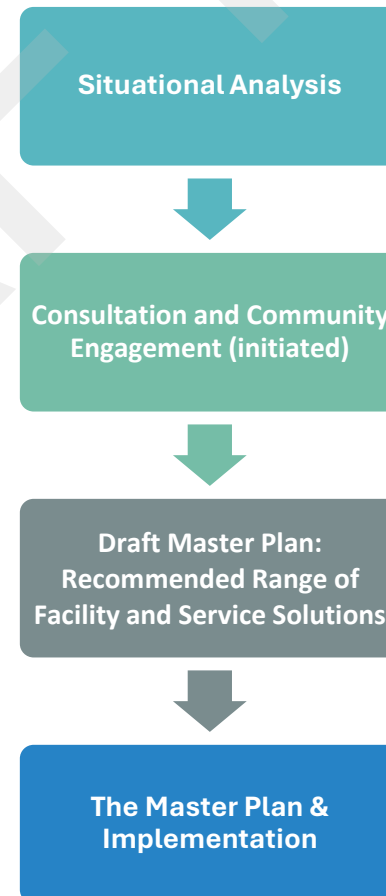 Situational Analysis
Consultation and Community
Engagement (initiated)
Draft Master Plan:
Recommended Range of
Facility and Service Solutions
The Master Plan &
Implementation